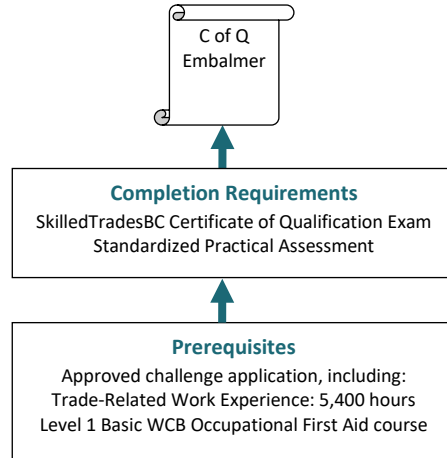 C of Q
Embalmer
Completion Requirements
SkilledTradesBC Certificate of Qualification Exam
Standardized Practical Assessment
Prerequisites
Approved challenge application, including:
Trade-Related Work Experience: 5,400 hours
Level 1 Basic WCB Occupational First Aid course